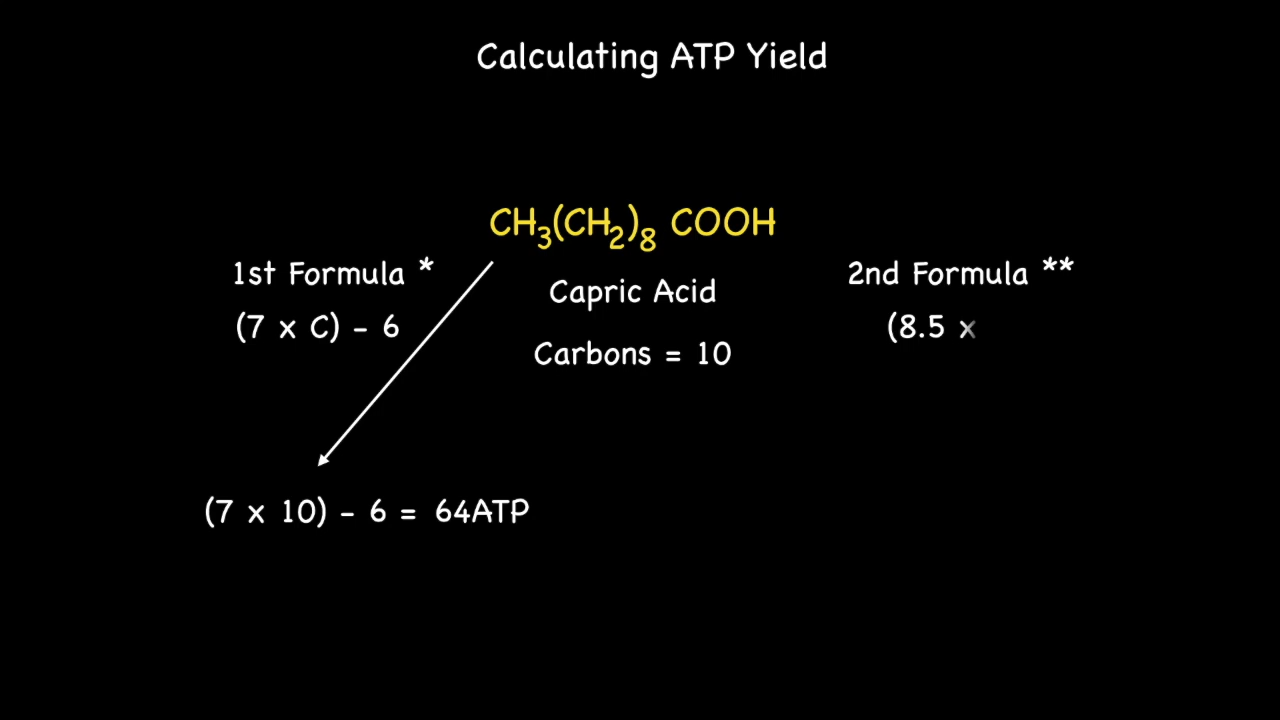 Calculating ATP Yield
CH₃(CH₂)₈ COOH
1st Formula *
(7 x C) - 6
Capric Acid
Carbons = 10
2nd Formula **
(8.5 x
(7 x 10) - 6 = 64ATP